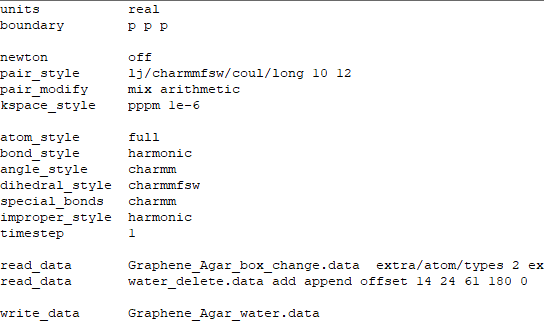 units real
boundary p p p
newton off
pair_style lj/charmmfsw/coul/long 10 12
pair_modify mix arithmetic
kspace_style pppm 1e-6
atom_style full
bond_style harmonic
angle_style charmm
dihedral_style charmmfsw
special_bonds charmm
improper_style harmonic
timestep 1
read_data Graphene_Agar_box_change.data extra/atom/types 2 ex
read_data water_delete.data add append offset 14 24 61 180 0
write_data Graphene_Agar_water.data